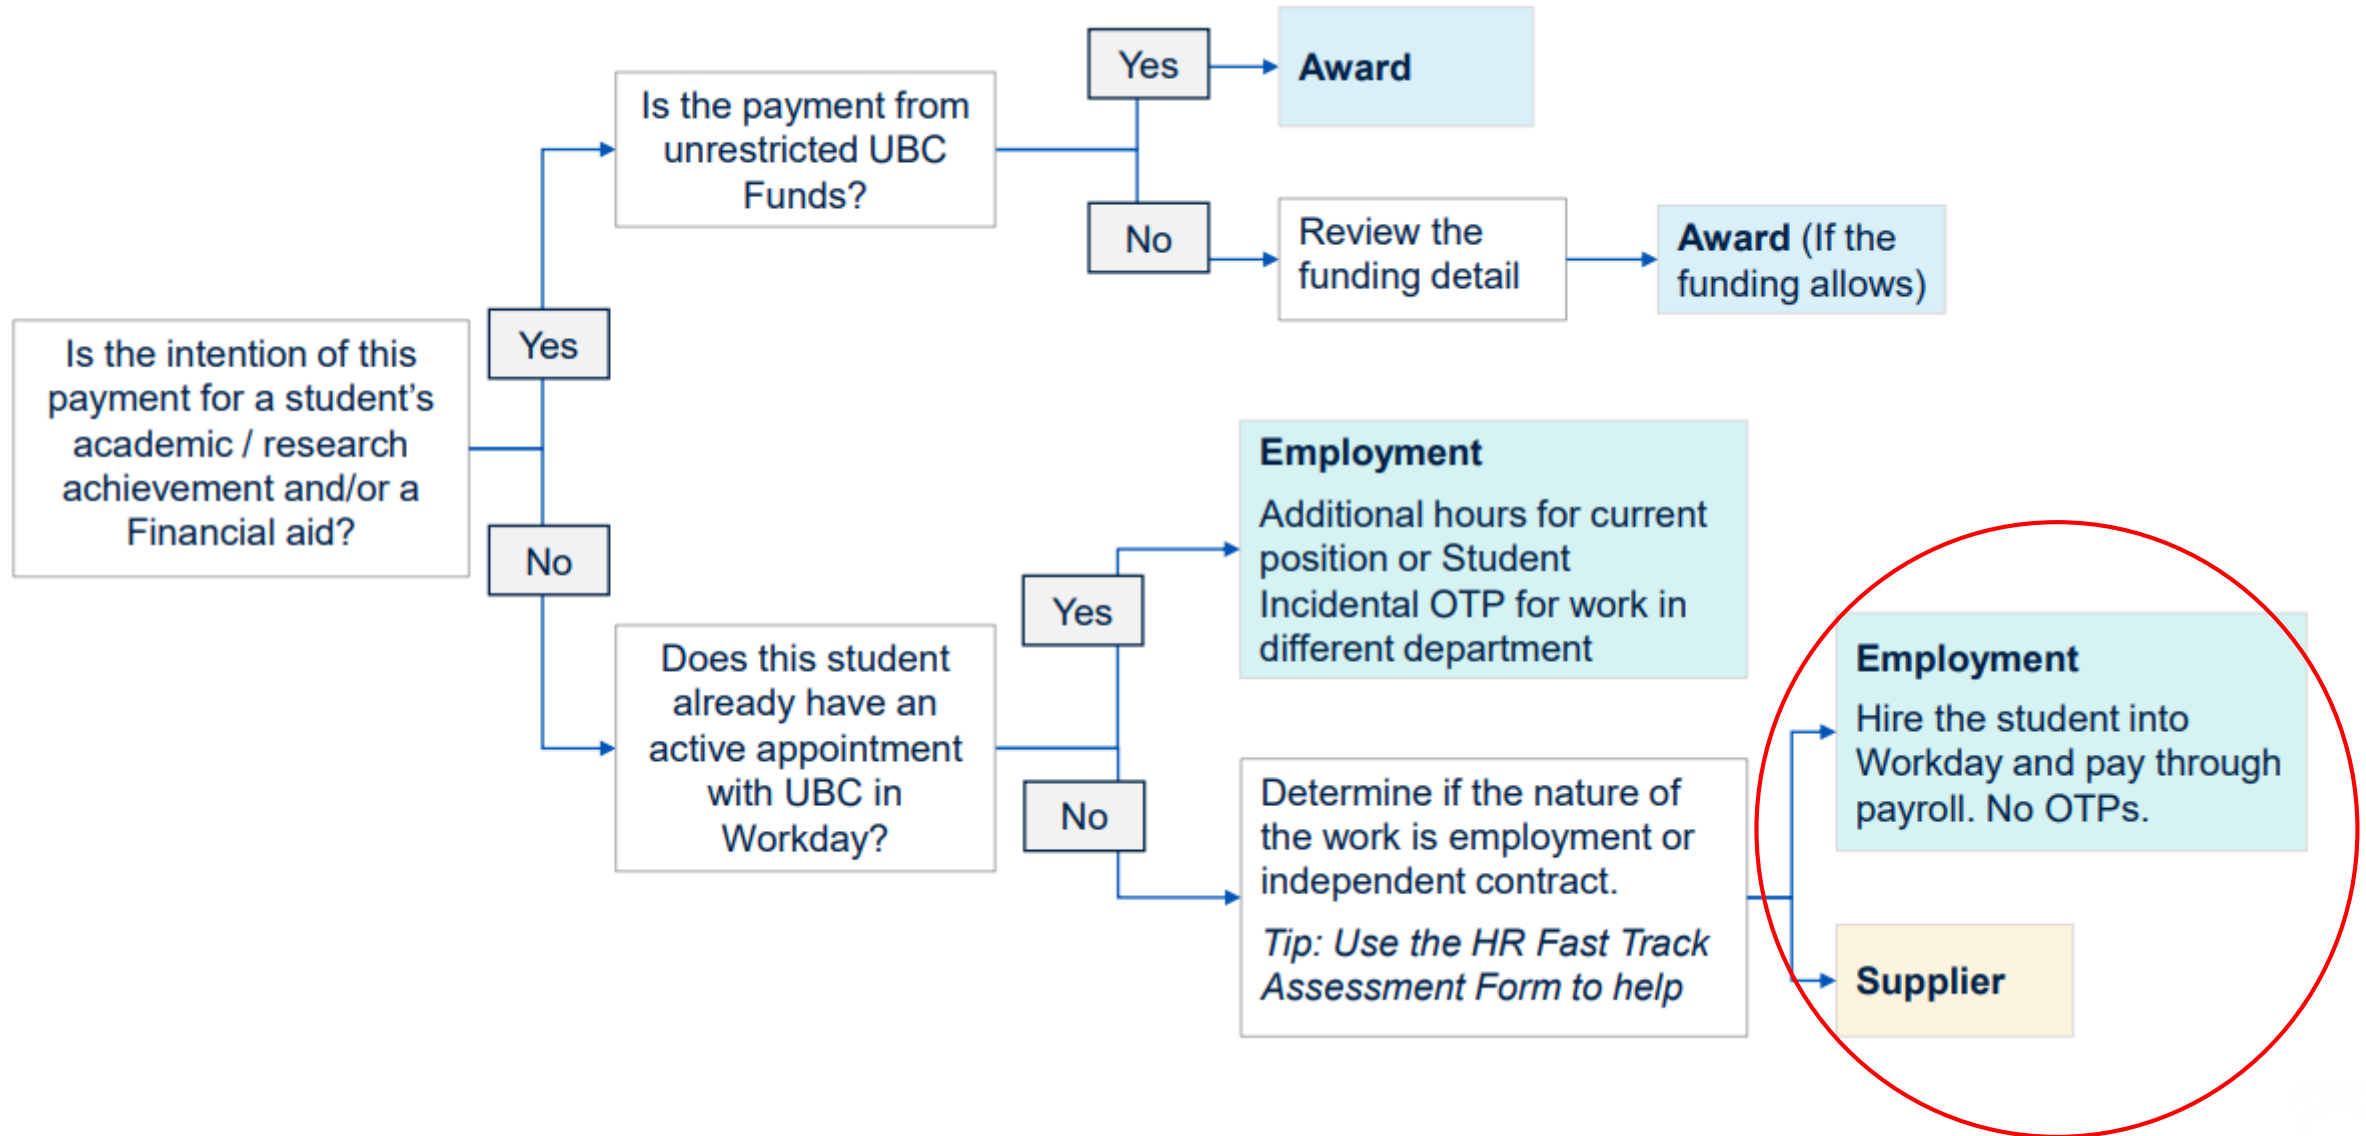 Is the intention of this
payment for a student’s
academic / research
achievement and/or a
Financial aid?
Yes
Is the payment from
unrestricted UBC
Funds?
Yes
Award
No
Review the
funding detail
Award (If the
funding allows)
No
Does this student
already have an
active appointment
with UBC in
Workday?
Yes
Employment
Additional hours for current
position or Student
Incidental OTP for work in
different department
No
Determine if the nature of
the work is employment or
independent contract.
Tip: Use the HR Fast Track
Assessment Form to help
Employment
Hire the student into
Workday and pay through
payroll. No OTPs.
Supplier